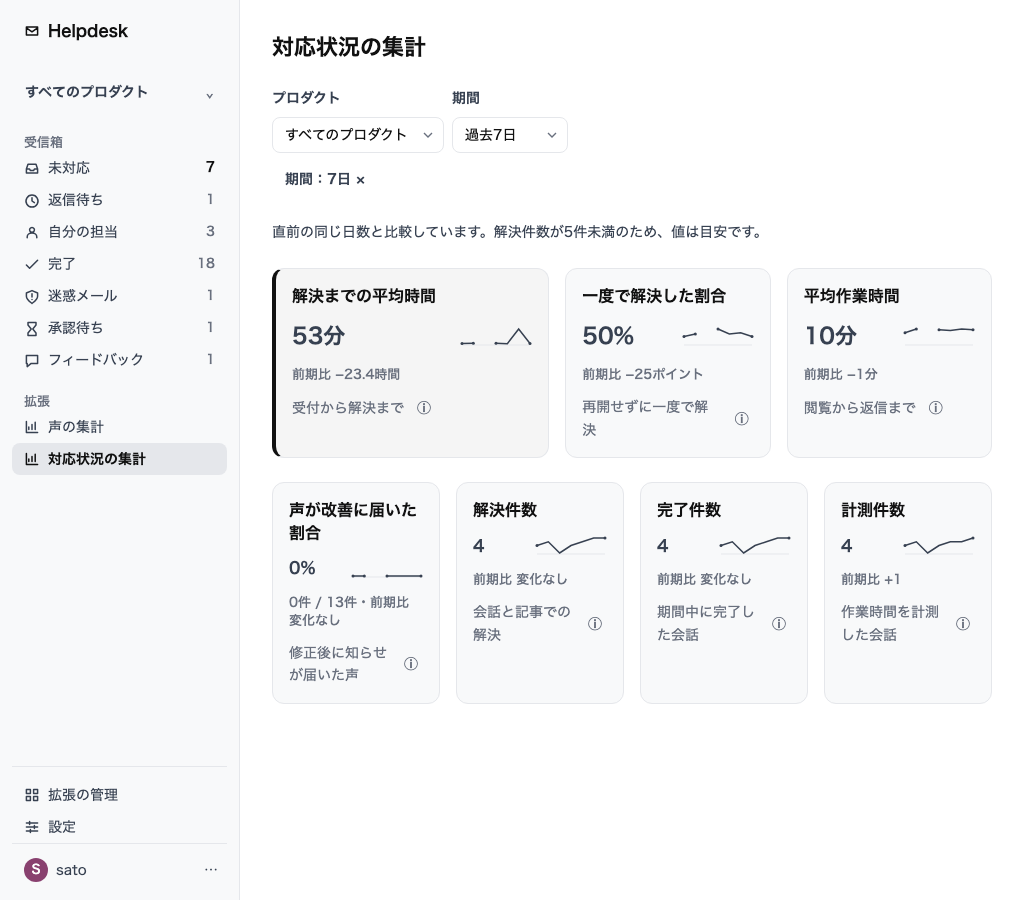 Helpdesk
すべてのプロダクト
受信箱
未対応 7
返信待ち 1
自分の担当 3
完了 18
迷惑メール 1
承認待ち 1
フィードバック 1
拡張
声の集計
対応状況の集計
拡張の管理
設定
S sato ...
対応状況の集計
プロダクト 期間
すべてのプロダクト 過去7日
期間：7日 ×
直前の同じ日数と比較しています。解決件数が5件未満のため、値は目安です。
解決までの平均時間
53分
前期比 −23.4時間
受付から解決まで
一度で解決した割合
50%
前期比 −25ポイント
再開せずに一度で解
決
平均作業時間
10分
前期比 −1分
閲覧から返信まで
声が改善に届いた
割合
0%
0件 / 13件・前期比
変化なし
修正後に知らせ
が届いた声
解決件数
4
前期比 変化なし
会話と記事での
解決
完了件数
4
前期比 変化なし
期間中に完了し
た会話
計測件数
4
前期比 +1
作業時間を計測
した会話